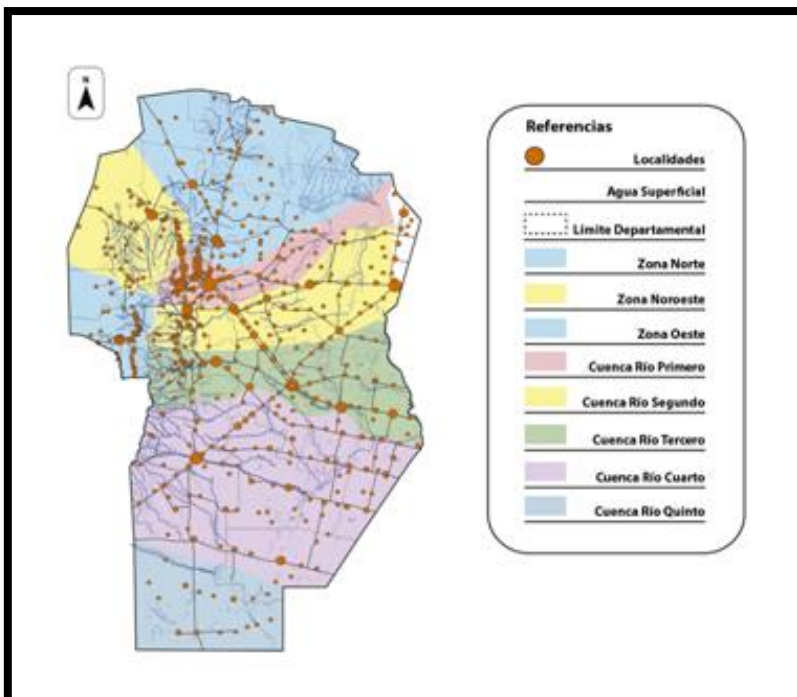 N
Referencias
Localidades
Agua Superficial
Límite Departamental
Zona Norte
Zona Noroeste
Zona Oeste
Cuenca Río Primero
Cuenca Río Segundo
Cuenca Río Tercero
Cuenca Río Cuarto
Cuenca Río Quinto